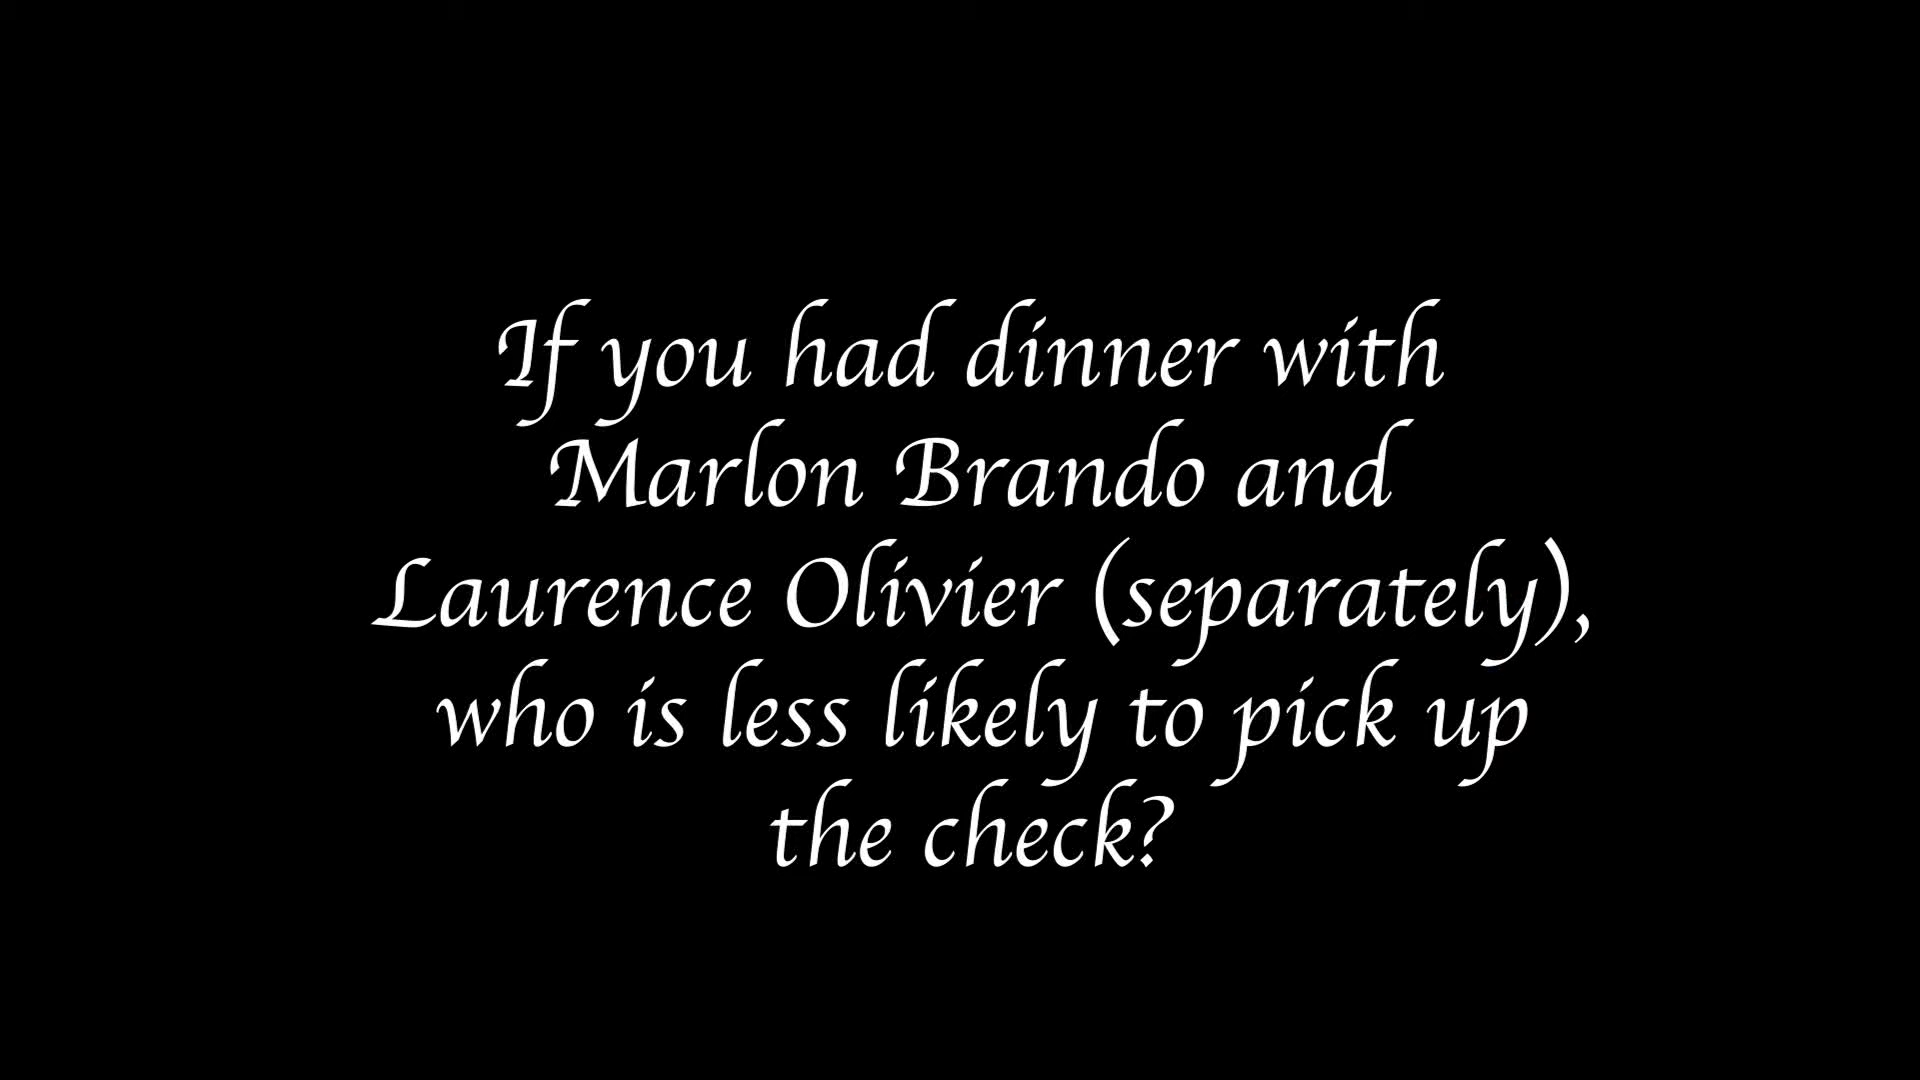 If you had dinner with
Marlon Brando and
Laurence Olivier (separately),
who is less likely to pick up
the check?